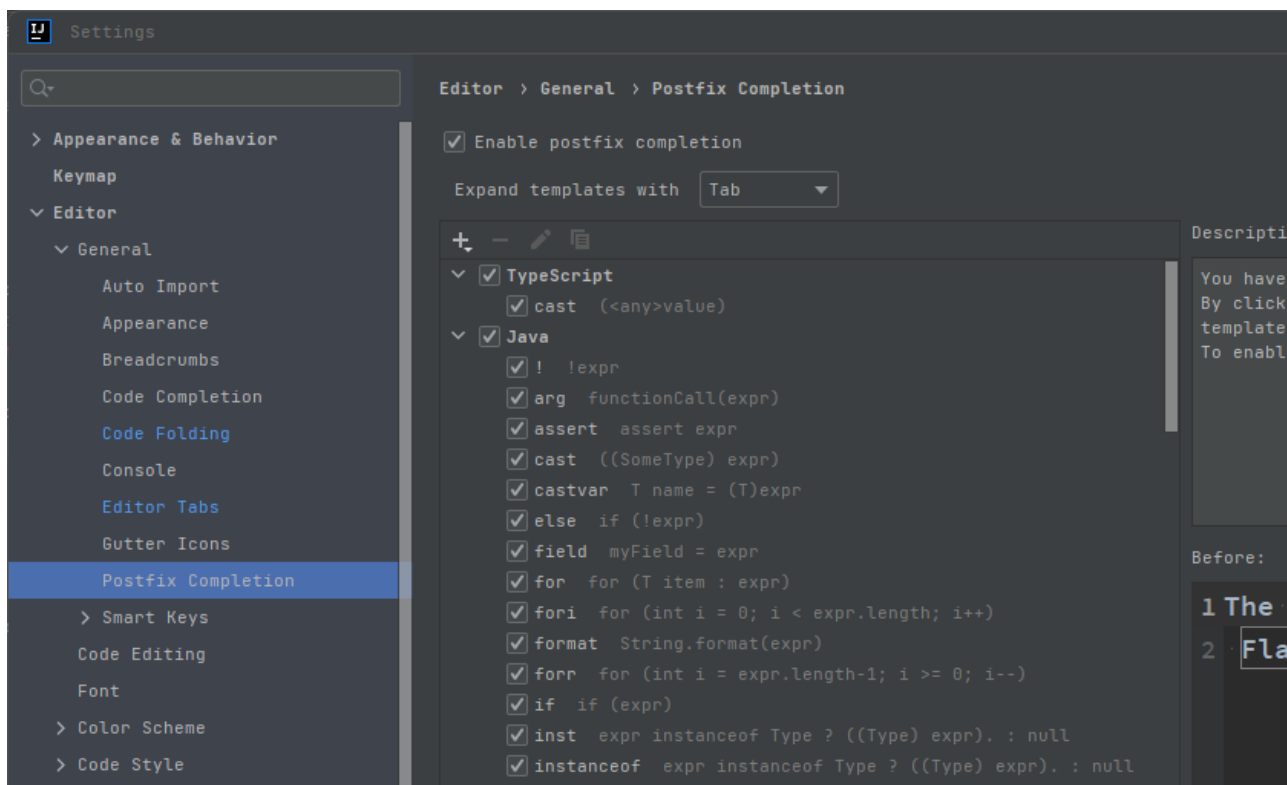 IJ Settings
Appearance & Behavior
Keymap
Editor
General
Auto Import
Appearance
Breadcrumbs
Code Completion
Code Folding
Console
Editor Tabs
Gutter Icons
Postfix Completion
Smart Keys
Code Editing
Font
Color Scheme
Code Style
Editor > General > Postfix Completion
Enable postfix completion
Expand templates with Tab
TypeScript
cast (<any>value)
Java
! !expr
arg functionCall(expr)
assert assert expr
cast ((SomeType) expr)
castvar T name = (T)expr
else if (!expr)
field myField = expr
for for (T item : expr)
fori for (int i = 0; i < expr.length; i++)
format String.format(expr)
forr for (int i = expr.length-1; i >= 0; i--)
if if (expr)
inst expr instanceof Type ? ((Type) expr). : null
instanceof expr instanceof Type ? ((Type) expr). : null
Descripti
You have
By click
template
To enabl
Before:
1 The
2 Fla